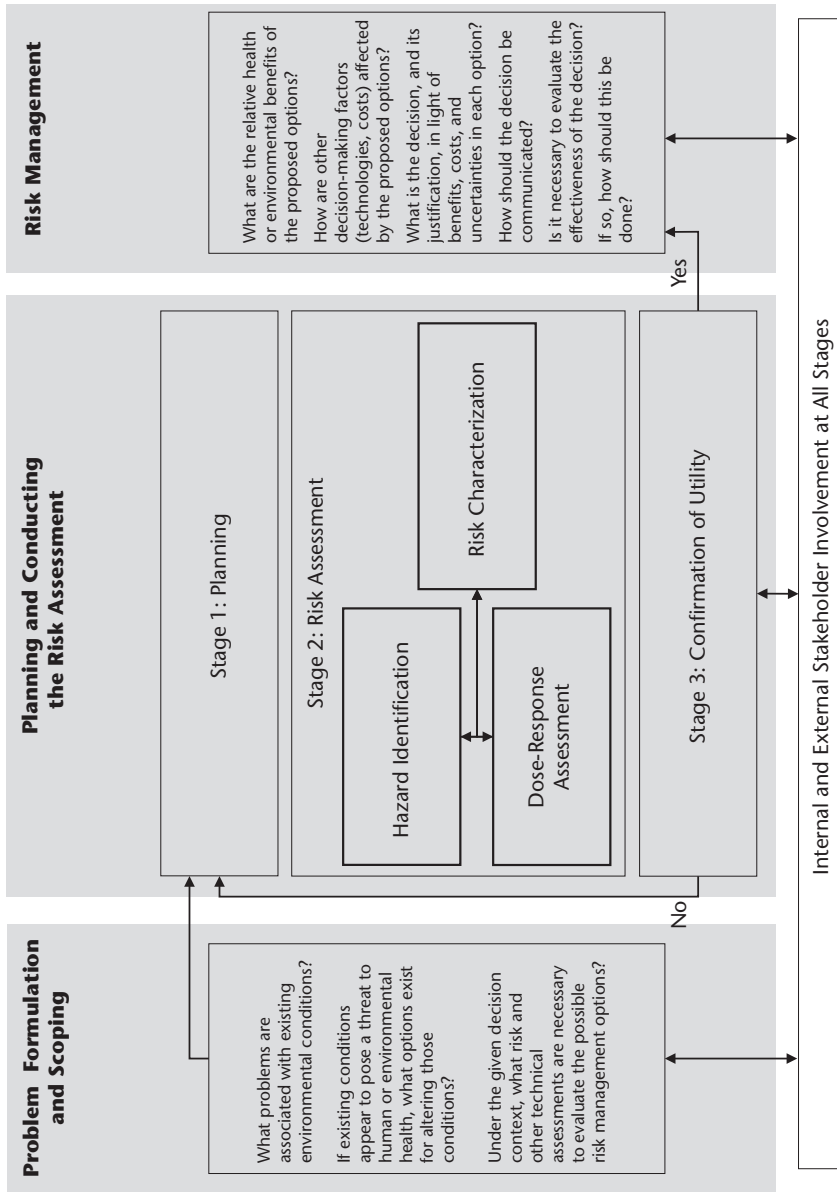 Problem Formulation
and Scoping
What problems are
associated with existing
environmental conditions?
If existing conditions
appear to pose a threat to
human or environmental
health, what options exist
for altering those
conditions?
Under the given decision
context, what risk and
other technical
assessments are necessary
to evaluate the possible
risk management options?
Planning and Conducting
the Risk Assessment
Stage 1: Planning
Stage 2: Risk Assessment
Hazard Identification
Dose-Response
Assessment
Risk Characterization
Stage 3: Confirmation of Utility
No
Yes
Risk Management
What are the relative health
or environmental benefits of
the proposed options?
How are other
decision-making factors
(technologies, costs) affected
by the proposed options?
What is the decision, and its
justification, in light of
benefits, costs, and
uncertainties in each option?
How should the decision be
communicated?
Is it necessary to evaluate the
effectiveness of the decision?
If so, how should this be
done?
Internal and External Stakeholder Involvement at All Stages